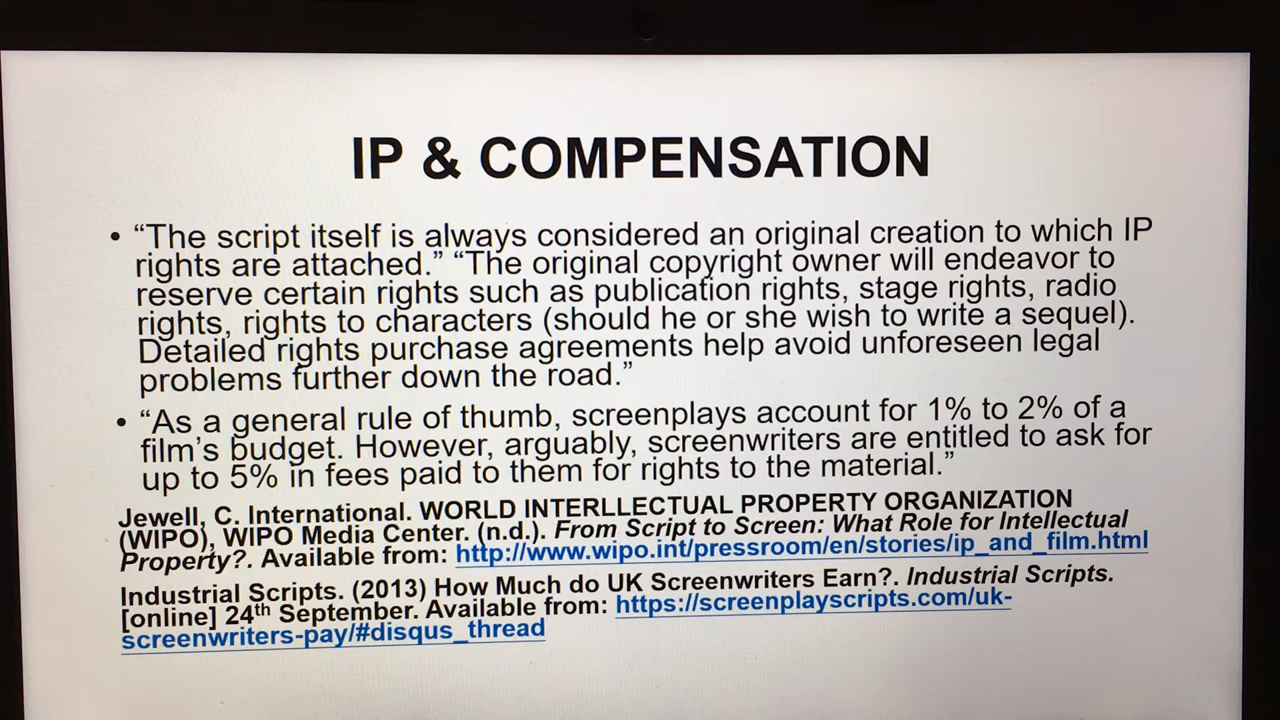 IP & COMPENSATION
• “The script itself is always considered an original creation to which IP
rights are attached.” “The original copyright owner will endeavor to
reserve certain rights such as publication rights, stage rights, radio
rights, rights to characters (should he or she wish to write a sequel).
Detailed rights purchase agreements help avoid unforeseen legal
problems further down the road.”
• “As a general rule of thumb, screenplays account for 1% to 2% of a
film’s budget. However, arguably, screenwriters are entitled to ask for
up to 5% in fees paid to them for rights to the material.”
Jewell, C. International. WORLD INTERLLECTUAL PROPERTY ORGANIZATION
(WIPO), WIPO Media Center. (n.d.). From Script to Screen: What Role for Intellectual
Property?. Available from: http://www.wipo.int/pressroom/en/stories/ip_and_film.html
Industrial Scripts. (2013) How Much do UK Screenwriters Earn?. Industrial Scripts.
[online] 24th September. Available from: https://screenplayscripts.com/uk-
screenwriters-pay/#disqus_thread